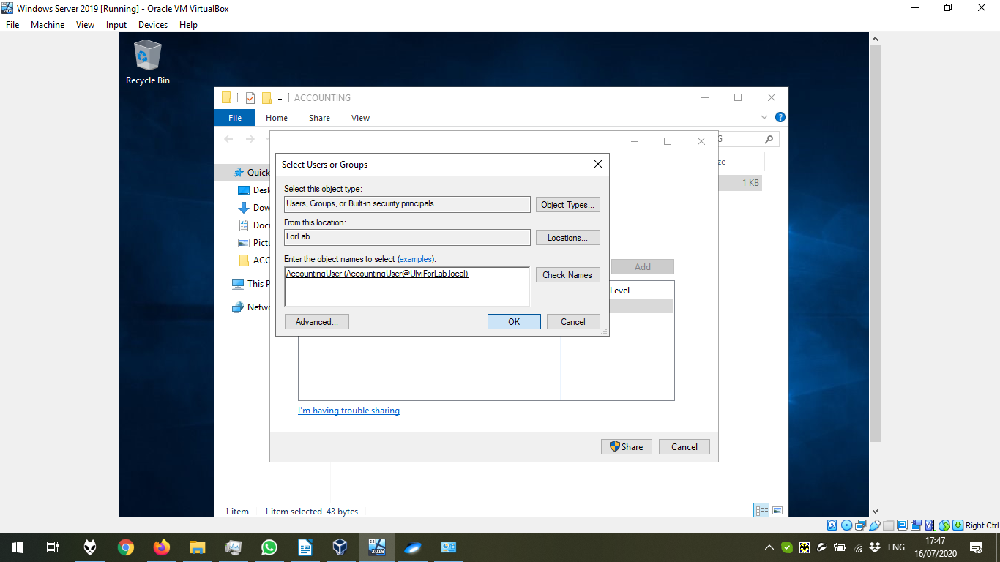 Windows Server 2019 [Running] - Oracle VM VirtualBox
File Machine View Input Devices Help
Recycle Bin
ACCOUNTING
File Home Share View
G
Select Users or Groups
ze
Quick
Select this object type:
1 KB
Desk
Users, Groups, or Built-in security principals
Object Types...
Dow
From this location:
Docu
ForLab
Locations...
Pictu
Enter the object names to select (examples):
ACC
Add
AccountingUser (AccountingUser@UlviForLab.local)
Check Names
This P
Level
Netwo
Advanced...
OK
Cancel
I'm having trouble sharing
Share
Cancel
1 item 1 item selected 43 bytes
Right Ctrl
64
2019
ENG
17:47
16/07/2020